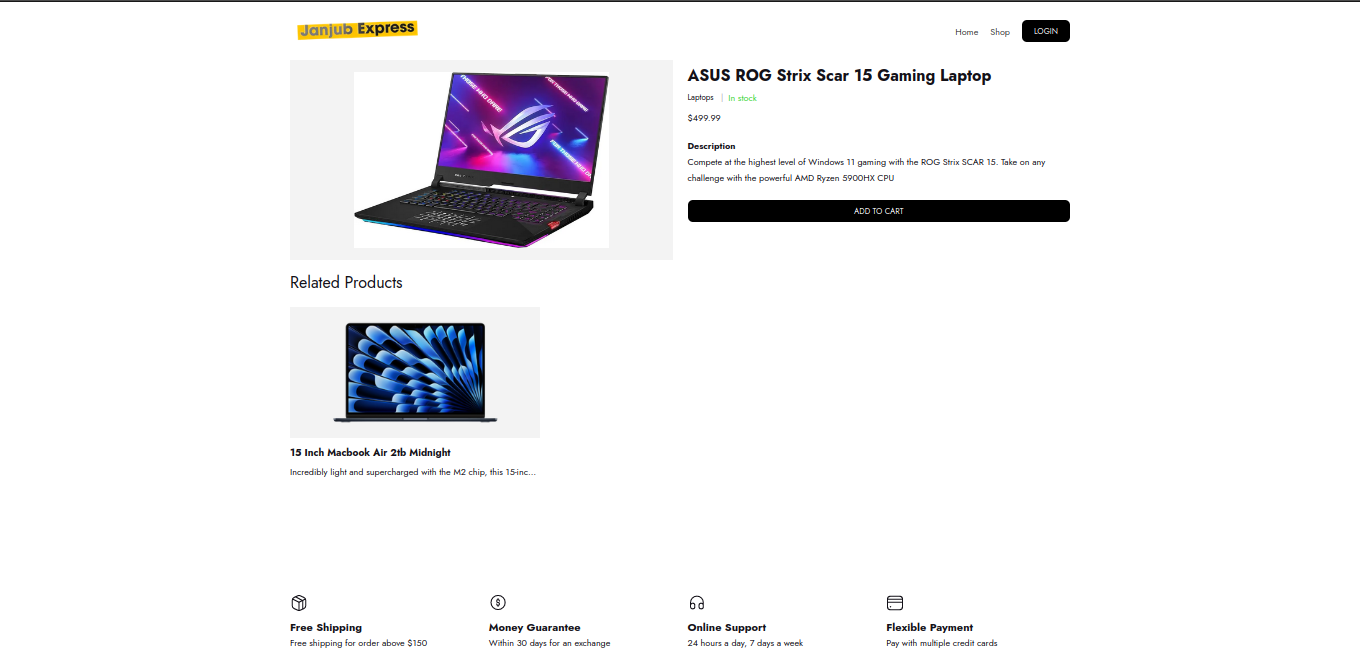 Janjub Express
Home
Shop
LOGIN
ASUS ROG Strix Scar 15 Gaming Laptop
Laptops | In stock
$499.99
Description
Compete at the highest level of Windows 11 gaming with the ROG Strix SCAR 15. Take on any
challenge with the powerful AMD Ryzen 5900HX CPU
ADD TO CART
FOR THOSE WHO DARE
Related Products
15 Inch Macbook Air 2tb Midnight
Incredibly light and supercharged with the M2 chip, this 15-inc...
Free Shipping
Free shipping for order above $150
Money Guarantee
Within 30 days for an exchange
Online Support
24 hours a day, 7 days a week
Flexible Payment
Pay with multiple credit cards